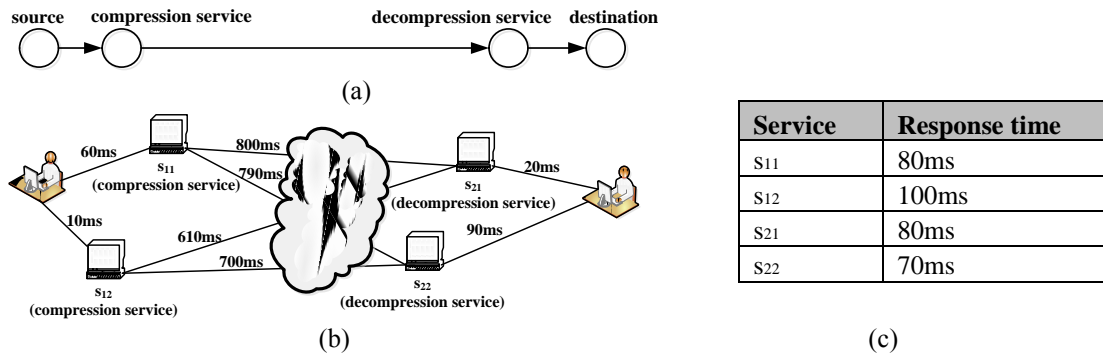 source compression service decompression service destination
(a)
60ms
s11
(compression service)
800ms
790ms
s21
(decompression service)
20ms
10ms
s12
(compression service)
610ms
700ms
s22
(decompression service)
90ms
(b)
Service Response time
s11 80ms
s12 100ms
s21 80ms
s22 70ms
(c)